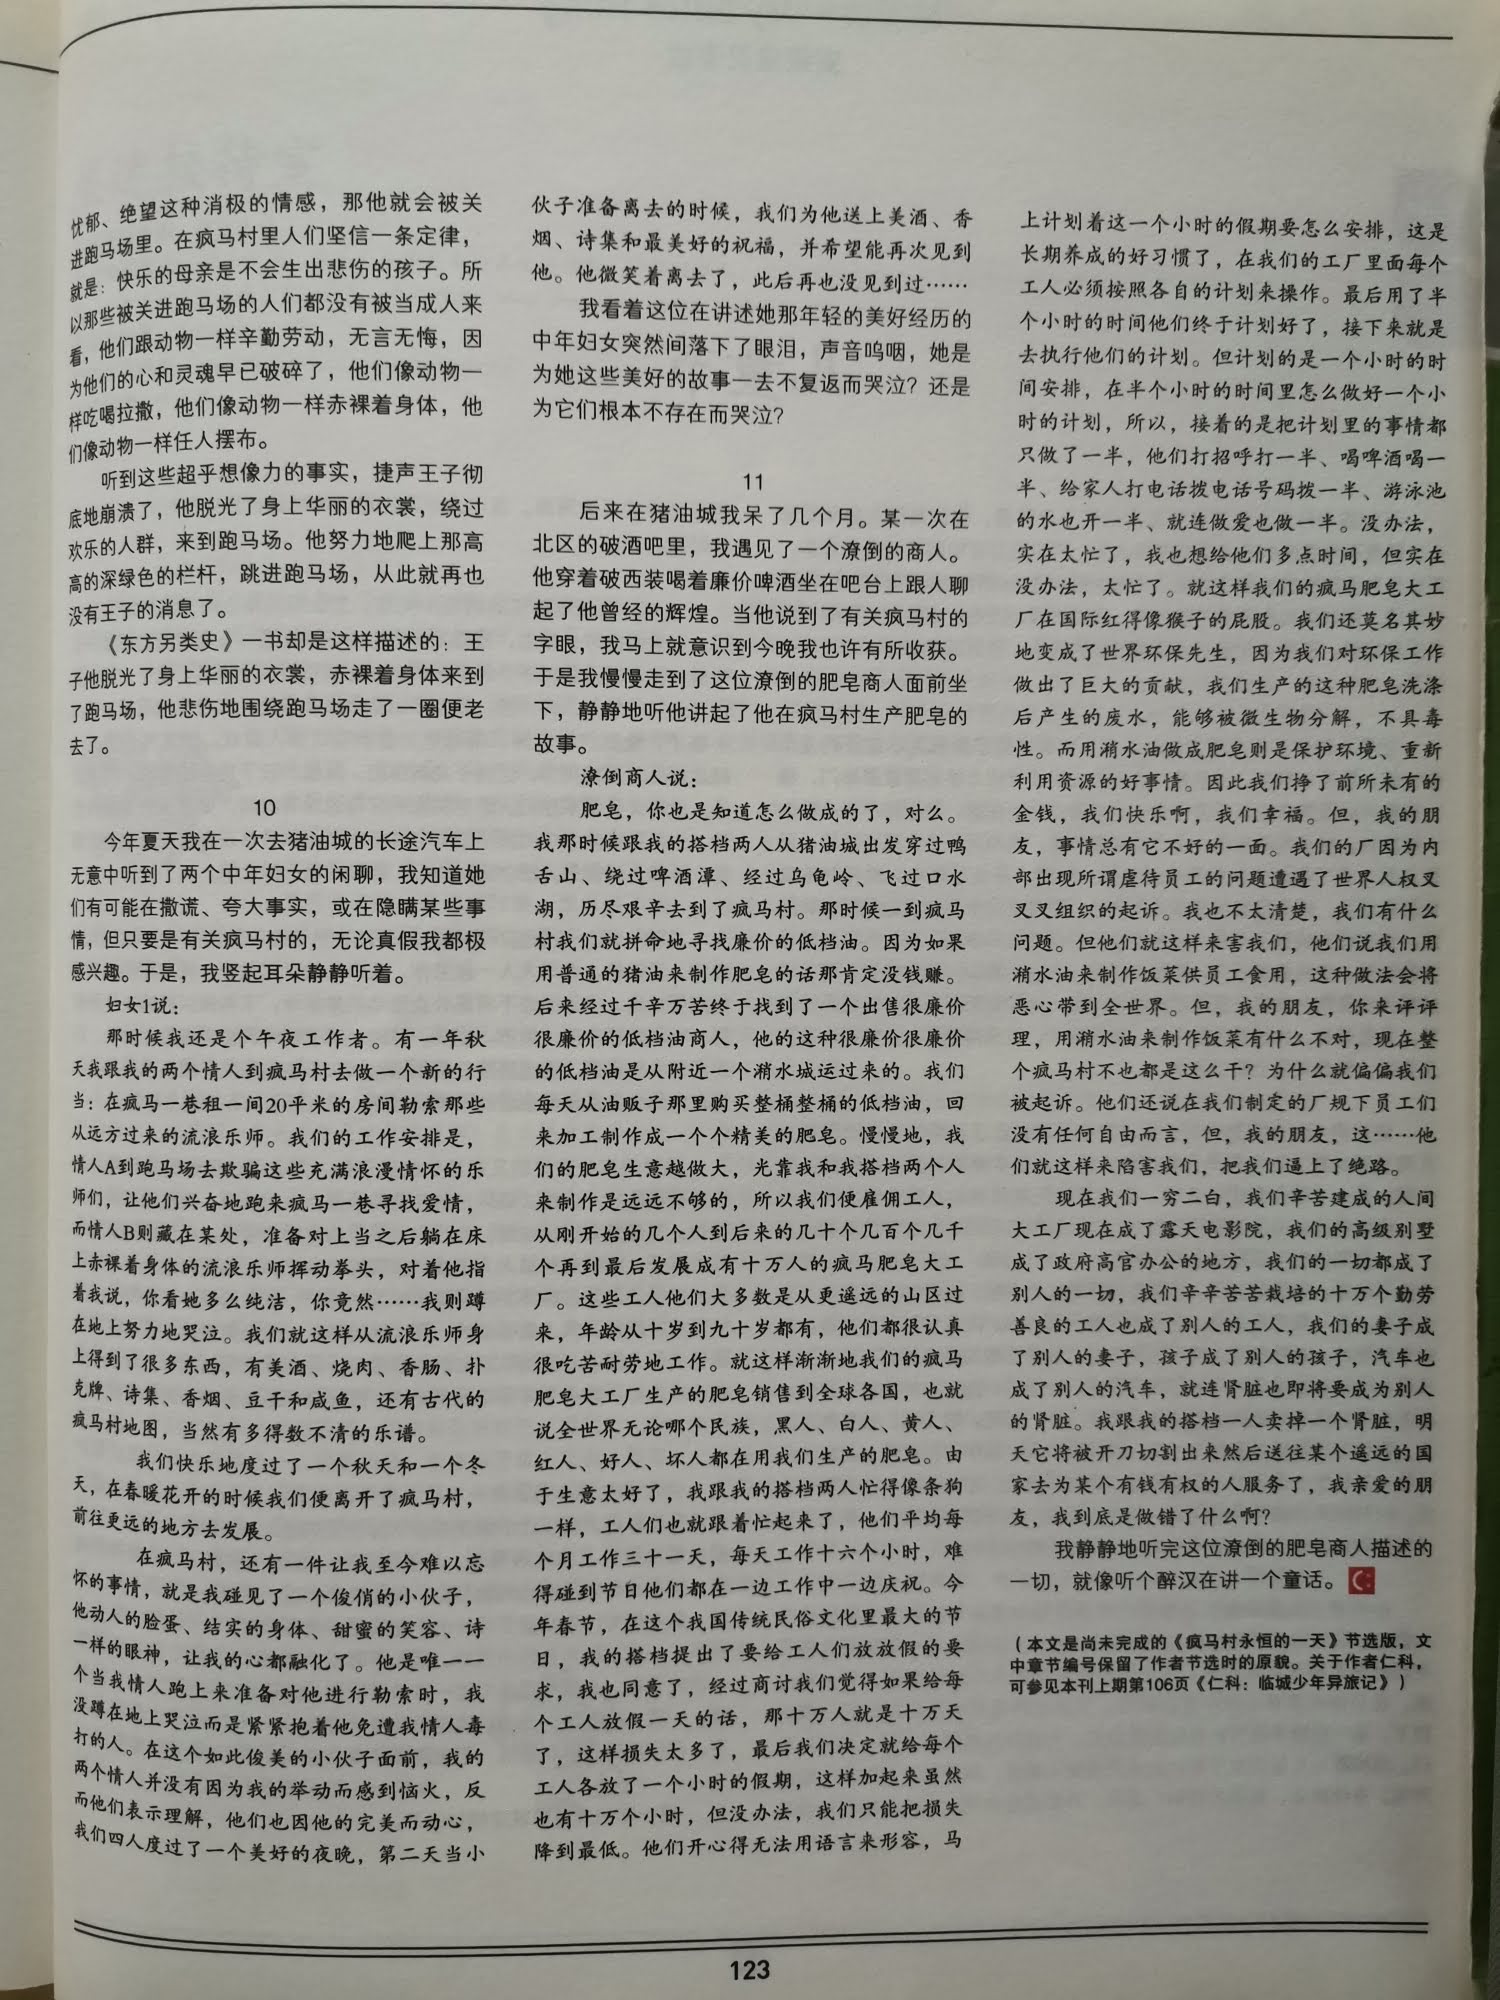 忧郁、绝望这种消极的情感，那他就会被关
进跑马场里。在疯马村里人们坚信一条定律，
就是：快乐的母亲是不会生出悲伤的孩子。所
以那些被关进跑马场的人们都没有被当成人来
看，他们跟动物一样辛勤劳动，无言无悔，因
为他们的心和灵魂早已破碎了，他们像动物一
样吃喝拉撒，他们像动物一样赤裸着身体，他
们像动物一样任人摆布。
听到这些超乎想像力的事实，捷声王子彻
底地崩溃了，他脱光了身上华丽的衣裳，绕过
欢乐的人群，来到跑马场。他努力地爬上那高
高的深绿色的栏杆，跳进跑马场，从此就再也
没有王子的消息了。
《东方另类史》一书却是这样描述的：王
子他脱光了身上华丽的衣裳，赤裸着身体来到
了跑马场，他悲伤地围绕跑马场走了一圈便老
去了。
10
今年夏天我在一次去猪油城的长途汽车上
无意中听到了两个中年妇女的闲聊，我知道她
们有可能在撒谎、夸大事实，或在隐瞒某些事
情，但只要是有关疯马村的，无论真假我都极
感兴趣。于是，我竖起耳朵静静听着。
妇女1说：
那时候我还是个午夜工作者。有一年秋
天我跟我的两个情人到疯马村去做一个新的行
当：在疯马一巷租一间20平米的房间勒索那些
从远方过来的流浪乐师。我们的工作安排是，
情人A到跑马场去欺骗这些充满浪漫情怀的乐
师们，让他们兴奋地跑来疯马一巷寻找爱情，
而情人B则藏在某处，准备对上当之后躺在床
上赤裸着身体的流浪乐师挥动拳头，对着他指
着我说，你看她多么纯洁，你竟然……我则蹲
在地上努力地哭泣。我们就这样从流浪乐师身
上得到了很多东西，有美酒、烧肉、香肠、扑
克牌、诗集、香烟、豆干和咸鱼，还有古代的
疯马村地图，当然有多得数不清的乐谱。
我们快乐地度过了一个秋天和一个冬
天，在春暖花开的时候我们便离开了疯马村，
前往更远的地方去发展。
在疯马村，还有一件让我至今难以忘
怀的事情，就是我碰见了一个俊俏的小伙子，
他动人的脸蛋、结实的身体、甜蜜的笑容、诗
一样的眼神，让我的心都融化了。他是唯一一
个当我情人跑上来准备对他进行勒索时，我
没蹲在地上哭泣而是紧紧抱着他免遭我情人毒
打的人。在这个如此俊美的小伙子面前，我的
两个情人并没有因为我的举动而感到恼火，反
而他们表示理解，他们也因他的完美而动心，
我们四人度过了一个美好的夜晚，第二天当小
伙子准备离去的时候，我们为他送上美酒、香
烟、诗集和最美好的祝福，并希望能再次见到
他。他微笑着离去了，此后再也没见到过……
我看着这位在讲述她那年轻的美好经历的
中年妇女突然间落下了眼泪，声音呜咽，她是
为她这些美好的故事一去不复返而哭泣？还是
为它们根本不存在而哭泣？
11
后来在猪油城我呆了几个月。某一次在
北区的破酒吧里，我遇见了一个潦倒的商人。
他穿着破西装喝着廉价啤酒坐在吧台上跟人聊
起了他曾经的辉煌。当他说到了有关疯马村的
字眼，我马上就意识到今晚我也许有所收获。
于是我慢慢走到了这位潦倒的肥皂商人面前坐
下，静静地听他讲起了他在疯马村生产肥皂的
故事。
潦倒商人说：
肥皂，你也是知道怎么做成的了，对么。
我那时候跟我的搭档两人从猪油城出发穿过鸭
舌山、绕过啤酒潭、经过乌龟岭、飞过口水
湖，历尽艰辛去到了疯马村。那时候一到疯马
村我们就拼命地寻找廉价的低档油。因为如果
用普通的猪油来制作肥皂的话那肯定没钱赚。
后来经过千辛万苦终于找到了一个出售很廉价
很廉价的低档油商人，他的这种很廉价很廉价
的低档油是从附近一个潲水城运过来的。我们
每天从油贩子那里购买整桶整桶的低档油，回
来加工制作成一个个精美的肥皂。慢慢地，我
们的肥皂生意越做大，光靠我和我搭档两个人
来制作是远远不够的，所以我们便雇佣工人，
从刚开始的几个人到后来的几十个几百个几千
个再到最后发展成有十万人的疯马肥皂大工
厂。这些工人他们大多数是从更遥远的山区过
来，年龄从十岁到九十岁都有，他们都很认真
很吃苦耐劳地工作。就这样渐渐地我们的疯马
肥皂大工厂生产的肥皂销售到全球各国，也就
说全世界无论哪个民族，黑人、白人、黄人、
红人、好人、坏人都在用我们生产的肥皂。由
于生意太好了，我跟我的搭档两人忙得像条狗
一样，工人们也就跟着忙起来了，他们平均每
个月工作三十一天，每天工作十六个小时，难
得碰到节日他们都在一边工作中一边庆祝。今
年春节，在这个我国传统民俗文化里最大的节
日，我的搭档提出了要给工人们放放假的要
求，我也同意了，经过商讨我们觉得如果给每
个工人放假一天的话，那十万人就是十万天
了，这样损失太多了，最后我们决定就给每个
工人各放了一个小时的假期，这样加起来虽然
也有十万个小时，但没办法，我们只能把损失
降到最低。他们开心得无法用语言来形容，马
上计划着这一个小时的假期要怎么安排，这是
长期养成的好习惯了，在我们的工厂里面每个
工人必须按照各自的计划来操作。最后用了半
个小时的时间他们终于计划好了，接下来就是
去执行他们的计划。但计划的是一个小时的时
间安排，在半个小时的时间里怎么做好一个小
时的计划，所以，接着的是把计划里的事情都
只做了一半，他们打招呼打一半、喝啤酒喝一
半、给家人打电话拨电话号码拨一半、游泳池
的水也开一半、就连做爱也做一半。没办法，
实在太忙了，我也想给他们多点时间，但实在
没办法，太忙了。就这样我们的疯马肥皂大工
厂在国际红得像猴子的屁股。我们还莫名其妙
地变成了世界环保先生，因为我们对环保工作
做出了巨大的贡献，我们生产的这种肥皂洗涤
后产生的废水，能够被微生物分解，不具毒
性。而用潲水油做成肥皂则是保护环境、重新
利用资源的好事情。因此我们挣了前所未有的
金钱，我们快乐啊，我们幸福。但，我的朋
友，事情总有它不好的一面。我们的厂因为内
部出现所谓虐待员工的问题遭遇了世界人权叉
叉叉组织的起诉。我也不太清楚，我们有什么
问题。但他们就这样来害我们，他们说我们用
潲水油来制作饭菜供员工食用，这种做法会将
恶心带到全世界。但，我的朋友，你来评评
理，用潲水油来制作饭菜有什么不对，现在整
个疯马村不也都是这么干？为什么就偏偏我们
被起诉。他们还说在我们制定的厂规下员工们
没有任何自由而言，但，我的朋友，这……他
们就这样来陷害我们，把我们逼上了绝路。
现在我们一穷二白，我们辛苦建成的人间
大工厂现在成了露天电影院，我们的高级别墅
成了政府高官办公的地方，我们的一切都成了
别人的一切，我们辛辛苦苦栽培的十万个勤劳
善良的工人也成了别人的工人，我们的妻子成
了别人的妻子，孩子成了别人的孩子，汽车也
成了别人的汽车，就连肾脏也即将要成为别人
的肾脏。我跟我的搭档一人卖掉一个肾脏，明
天它将被开刀切割出来然后送往某个遥远的国
家去为某个有钱有权的人服务了，我亲爱的朋
友，我到底是做错了什么啊？
我静静地听完这位潦倒的肥皂商人描述的
一切，就像听个醉汉在讲一个童话。
（本文是尚未完成的《疯马村永恒的一天》节选版，文
中章节编号保留了作者节选时的原貌。关于作者仁科，
可参见本刊上期第106页《仁科：临城少年异旅记》）
123